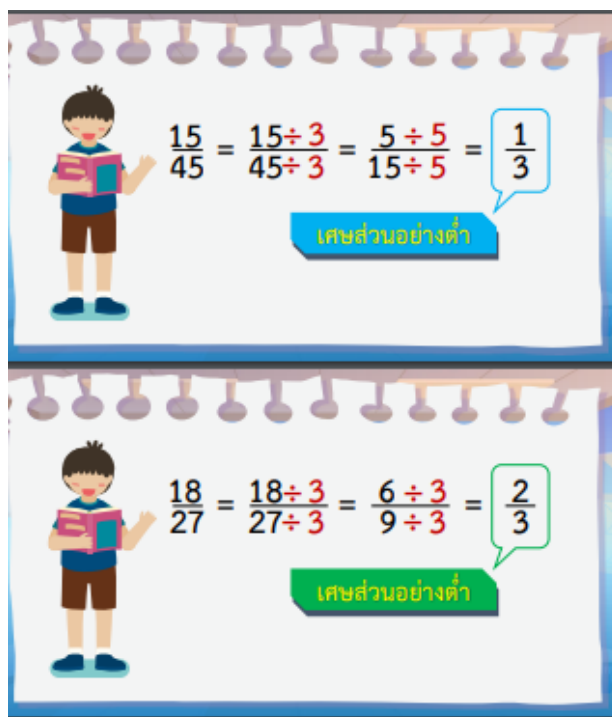 15/45 = 15÷3/45÷3 = 5÷5/15÷5 = 1/3
เศษส่วนอย่างต่ำ
18/27 = 18÷3/27÷3 = 6÷3/9÷3 = 2/3
เศษส่วนอย่างต่ำ